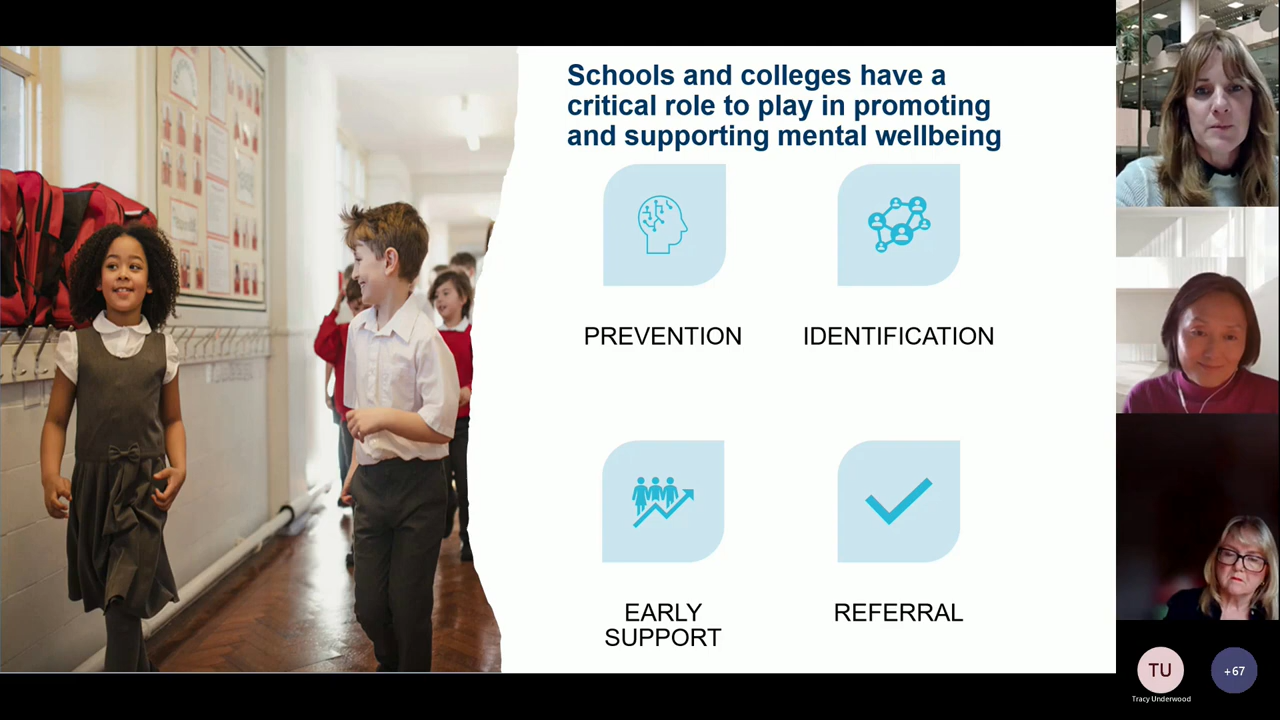 Schools and colleges have a
critical role to play in promoting
and supporting mental wellbeing
PREVENTION
IDENTIFICATION
EARLY
SUPPORT
REFERRAL
TU
Tracy Underwood
+67